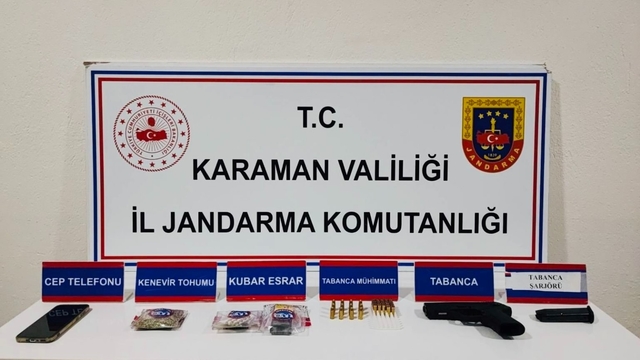 T.C.
KARAMAN VALİLİĞİ
İL JANDARMA KOMUTANLIĞI
JANDARMA
CEP TELEFONU
KENEVİR TOHUMU
KUBAR ESRAR
TABANCA MÜHİMMATI
TABANCA
TABANCA
ŞARJÖRÜ